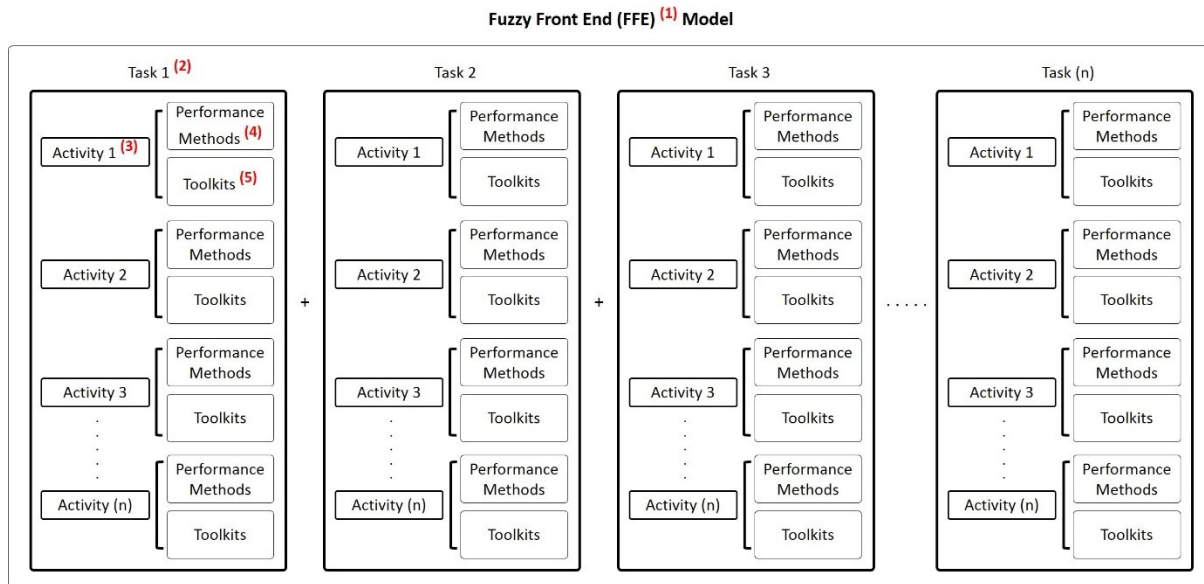 Fuzzy Front End (FFE) (1) Model
Task 1 (2)
Performance
Methods (4)
Activity 1 (3)
Toolkits (5)
Performance
Methods
Activity 2
Toolkits
Performance
Methods
Activity 3
Toolkits
. . . .
Performance
Methods
Activity (n)
Toolkits
+
Task 2
Performance
Methods
Activity 1
Toolkits
Performance
Methods
Activity 2
Toolkits
Performance
Methods
Activity 3
Toolkits
. . . .
Performance
Methods
Activity (n)
Toolkits
+
Task 3
Performance
Methods
Activity 1
Toolkits
Performance
Methods
Activity 2
Toolkits
Performance
Methods
Activity 3
Toolkits
. . . .
Performance
Methods
Activity (n)
Toolkits
. . . . .
Task (n)
Performance
Methods
Activity 1
Toolkits
Performance
Methods
Activity 2
Toolkits
Performance
Methods
Activity 3
Toolkits
. . . .
Performance
Methods
Activity (n)
Toolkits